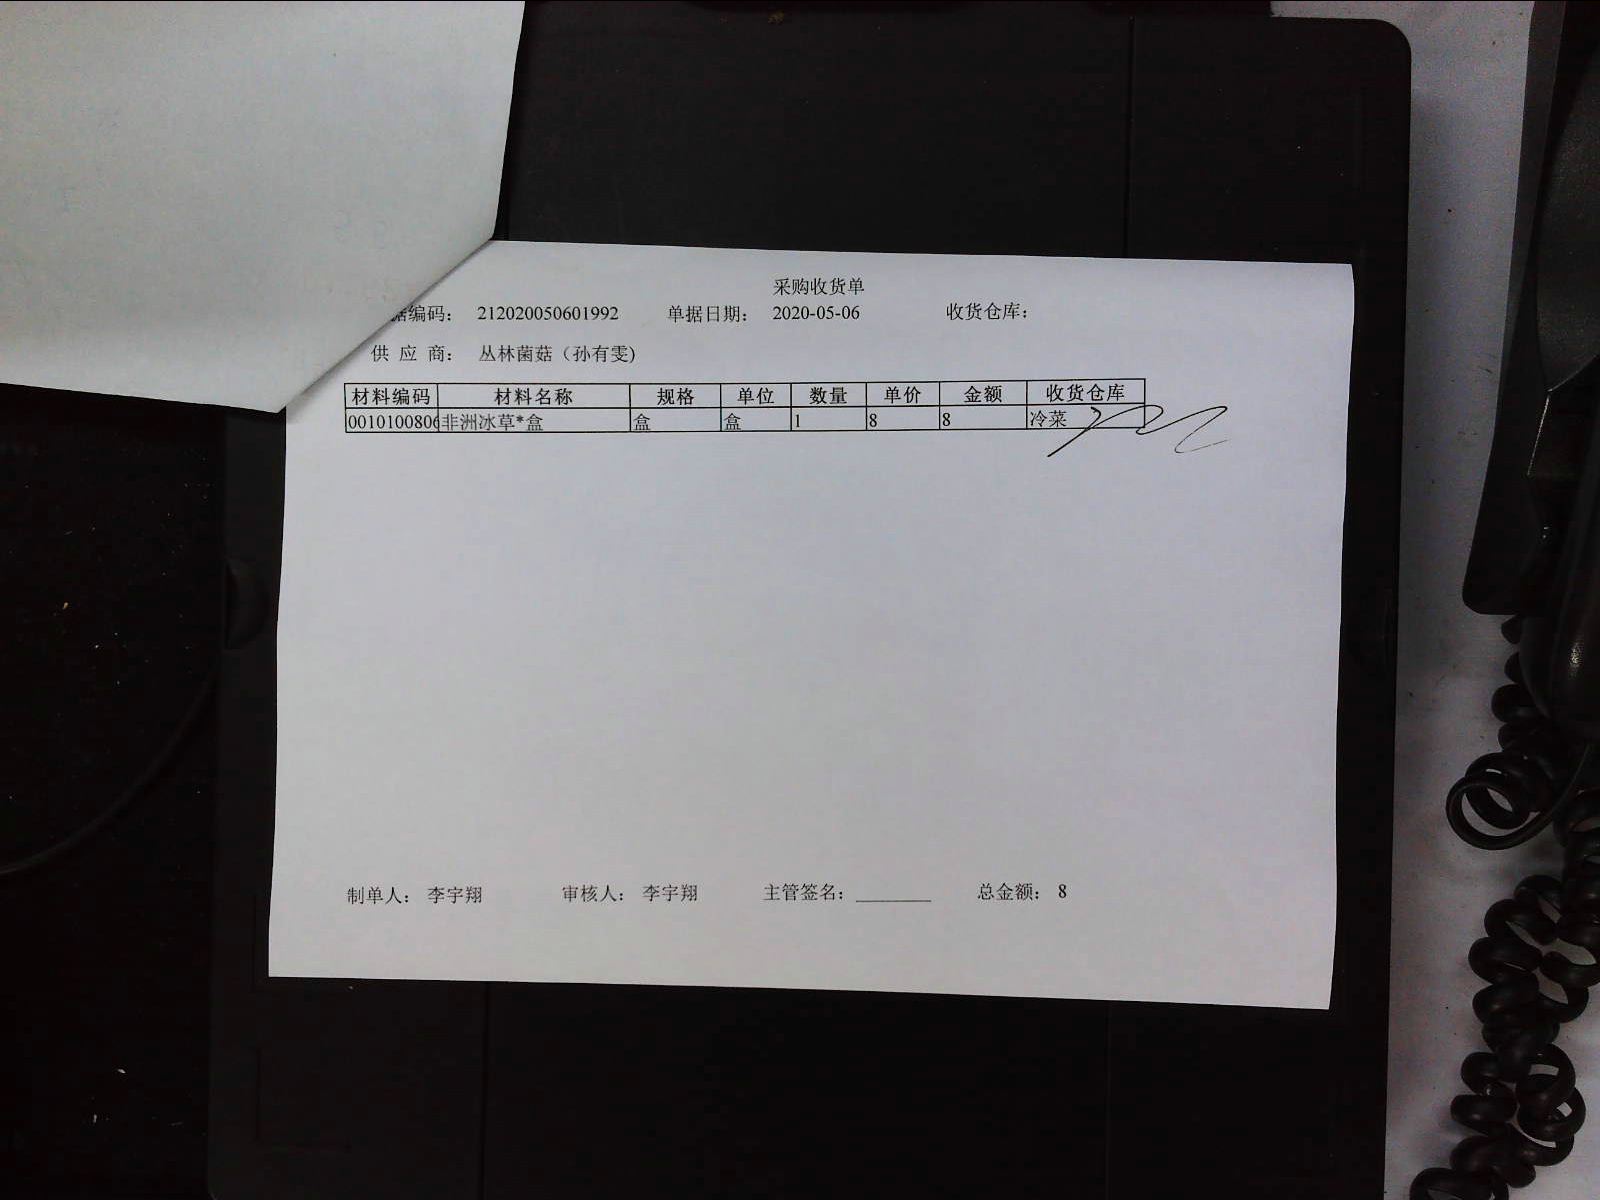 采购收货单
据编码： 212020050601992 单据日期： 2020-05-06 收货仓库：
供 应 商： 丛林菌菇（孙有雯）
材料编码 材料名称 规格 单位 数量 单价 金额 收货仓库
0010100806 非洲冰草*盒 盒 盒 1 8 8 冷菜
制单人： 李宇翔 审核人： 李宇翔 主管签名：________ 总金额： 8